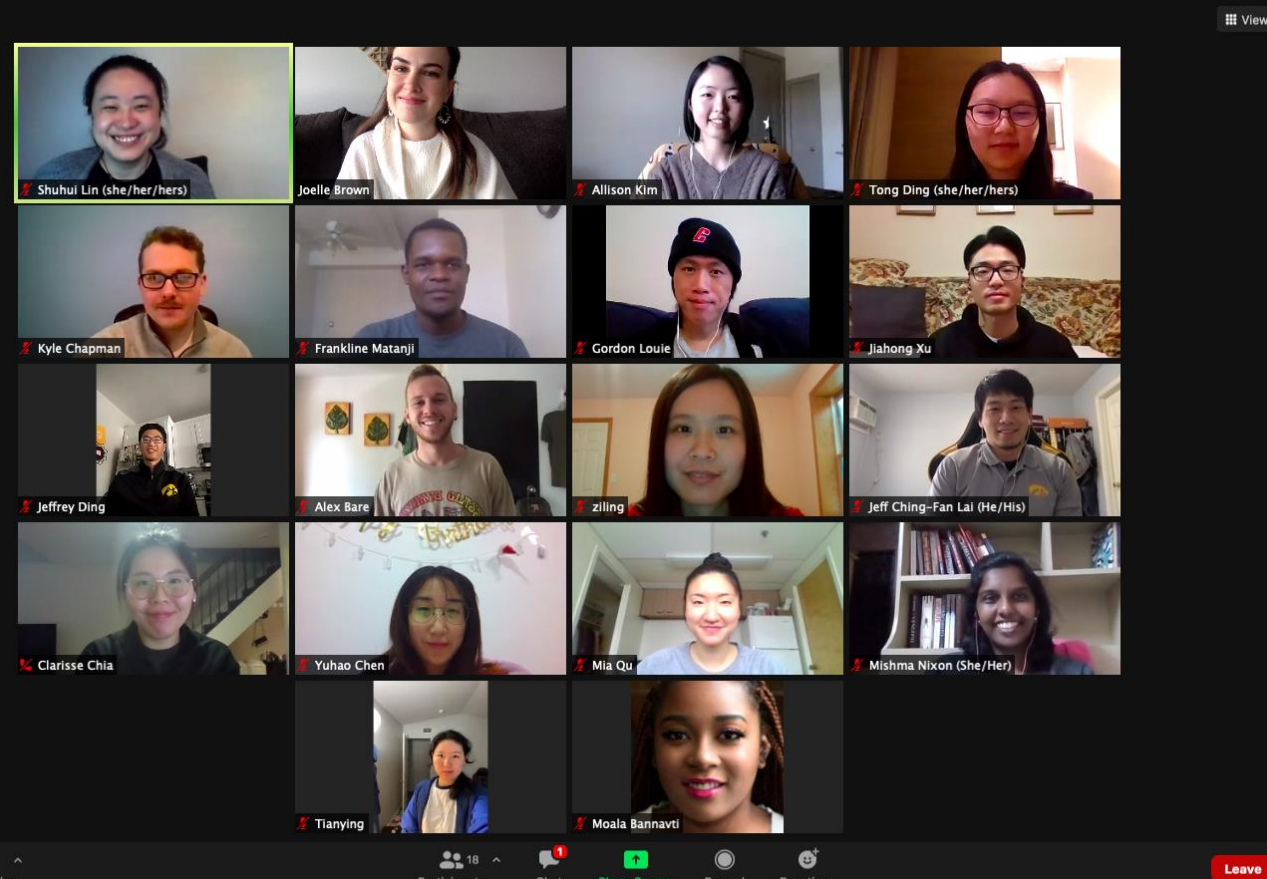 View
Shuhui Lin (she/her/hers)
Joelle Brown
Allison Kim
Tong Ding (she/her/hers)
Kyle Chapman
Frankline Matanji
Gordon Louie
Jiahong Xu
Jeffrey Ding
Alex Bare
ziling
Jeff Ching-Fan Lai (He/His)
Clarisse Chia
Yuhao Chen
Mia Qu
Mishma Nixon (She/Her)
Tianying
Moala Bannavti
18
1
Leave